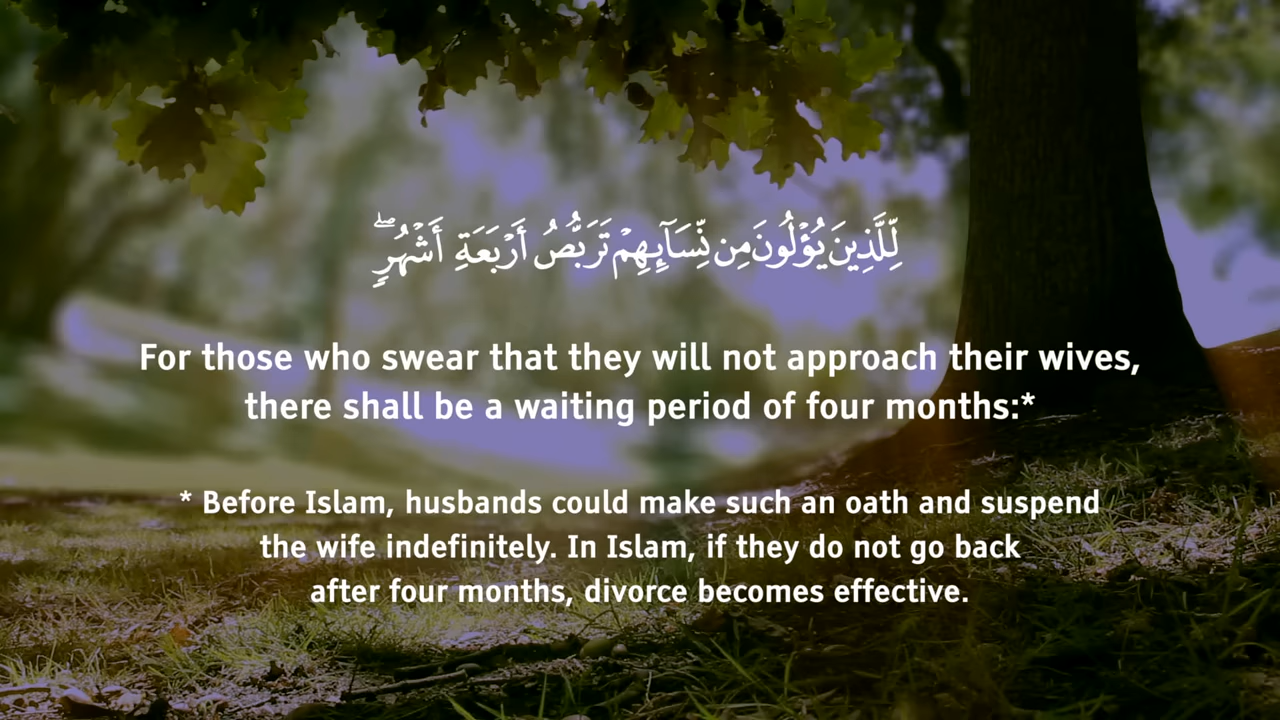 لِّلَّذِينَ يُؤْلُونَ مِن نِّسَآئِهِمْ تَرَبُّصُ أَرْبَعَةِ أَشْهُرٍۖ
For those who swear that they will not approach their wives,
there shall be a waiting period of four months:*
* Before Islam, husbands could make such an oath and suspend
the wife indefinitely. In Islam, if they do not go back
after four months, divorce becomes effective.